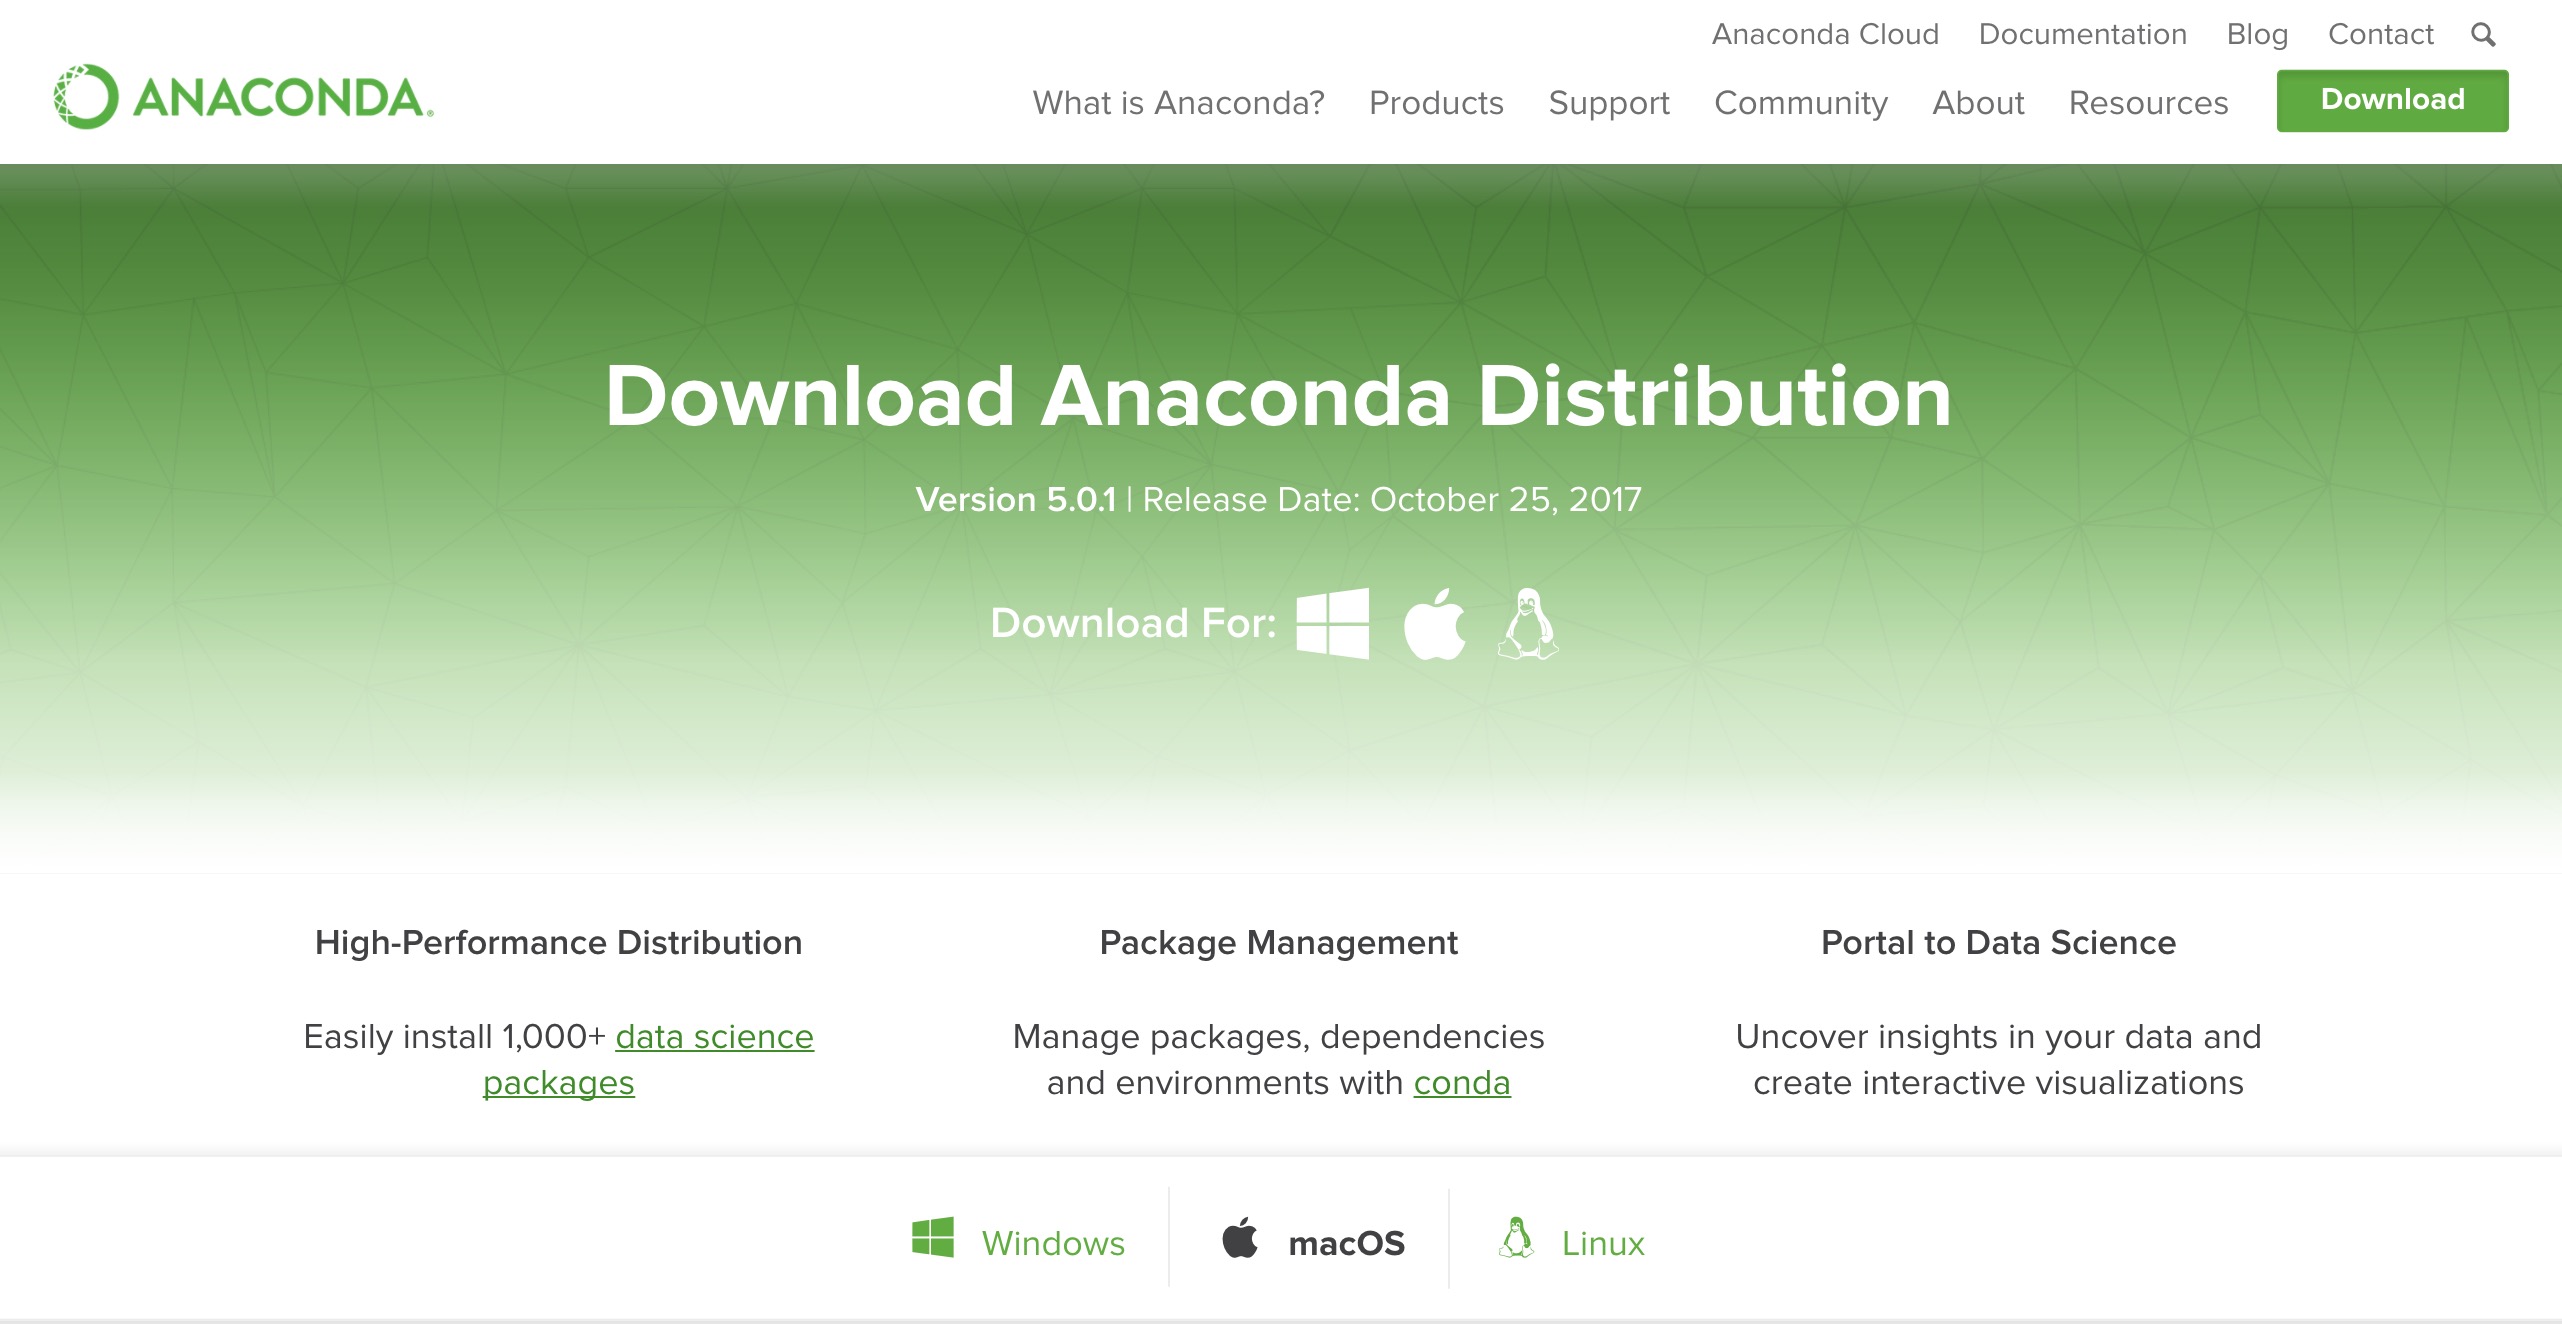 Anaconda Cloud Documentation Blog Contact
ANACONDA®
What is Anaconda? Products Support Community About Resources Download
Download Anaconda Distribution
Version 5.0.1 | Release Date: October 25, 2017
Download For:
High-Performance Distribution
Easily install 1,000+ data science
packages
Package Management
Manage packages, dependencies
and environments with conda
Portal to Data Science
Uncover insights in your data and
create interactive visualizations
Windows macOS Linux